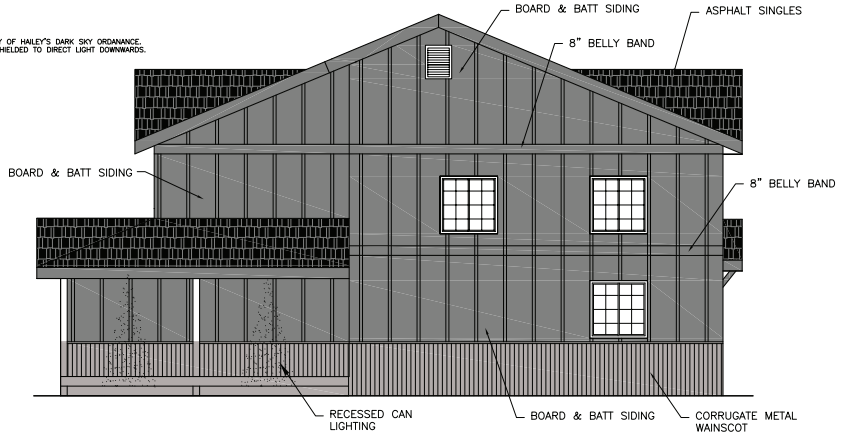 BOARD & BATT SIDING
ASPHALT SINGLES
Y OF HAILEY'S DARK SKY ORDANANCE.
HIELDED TO DIRECT LIGHT DOWNWARDS.
8" BELLY BAND
BOARD & BATT SIDING
8" BELLY BAND
RECESSED CAN
LIGHTING
BOARD & BATT SIDING
CORRUGATE METAL
WAINSCOT